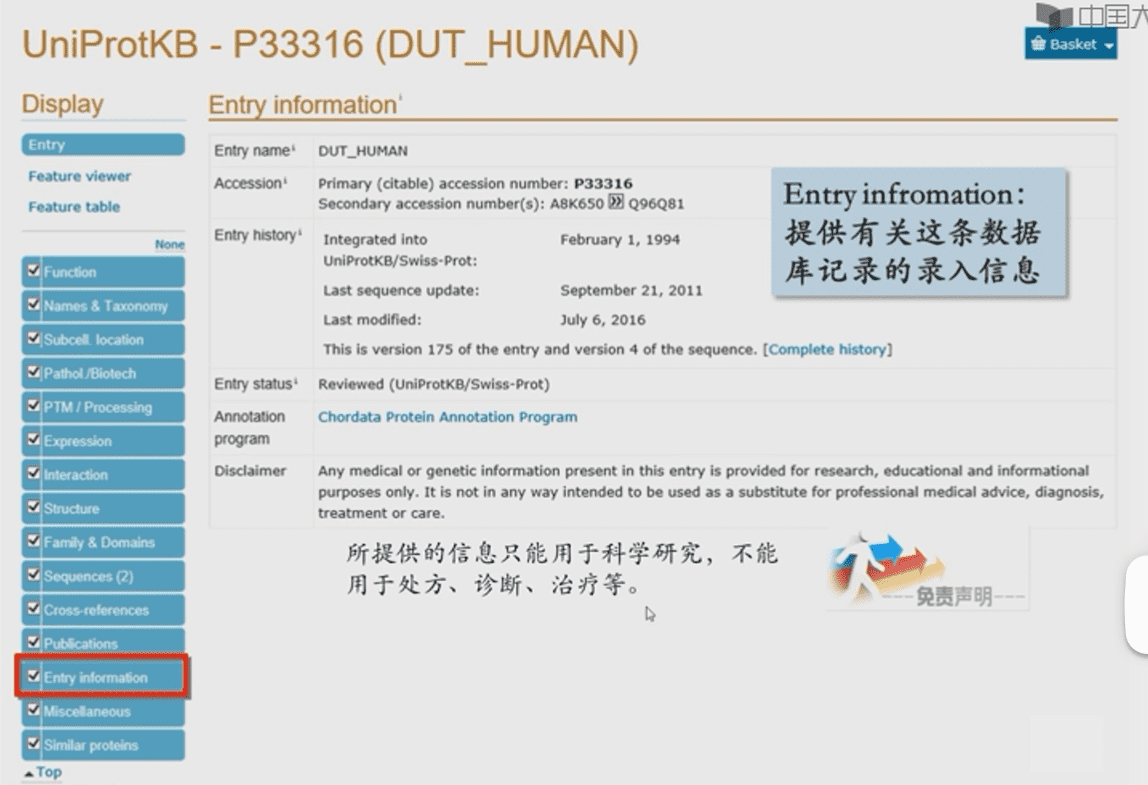 中国大
UniProtKB - P33316 (DUT_HUMAN)
Basket
Display
Entry
Feature viewer
Feature table
None
Function
Names & Taxonomy
Subcell. location
Pathol./Biotech
PTM / Processing
Expression
Interaction
Structure
Family & Domains
Sequences (2)
Cross-references
Publications
Entry information
Miscellaneous
Similar proteins
Top
Entry informationⁱ
Entry nameⁱ DUT_HUMAN
Accessionⁱ Primary (citable) accession number: P33316
Secondary accession number(s): A8K650 » Q96Q81
Entry historyⁱ Integrated into February 1, 1994
UniProtKB/Swiss-Prot:
Last sequence update: September 21, 2011
Last modified: July 6, 2016
This is version 175 of the entry and version 4 of the sequence. [Complete history]
Entry statusⁱ Reviewed (UniProtKB/Swiss-Prot)
Annotation Chordata Protein Annotation Program
program
Disclaimer Any medical or genetic information present in this entry is provided for research, educational and informational
purposes only. It is not in any way intended to be used as a substitute for professional medical advice, diagnosis,
treatment or care.
Entry infromation：
提供有关这条数据
库记录的录入信息
所提供的信息只能用于科学研究，不能
用于处方、诊断、治疗等。
---免责声明---